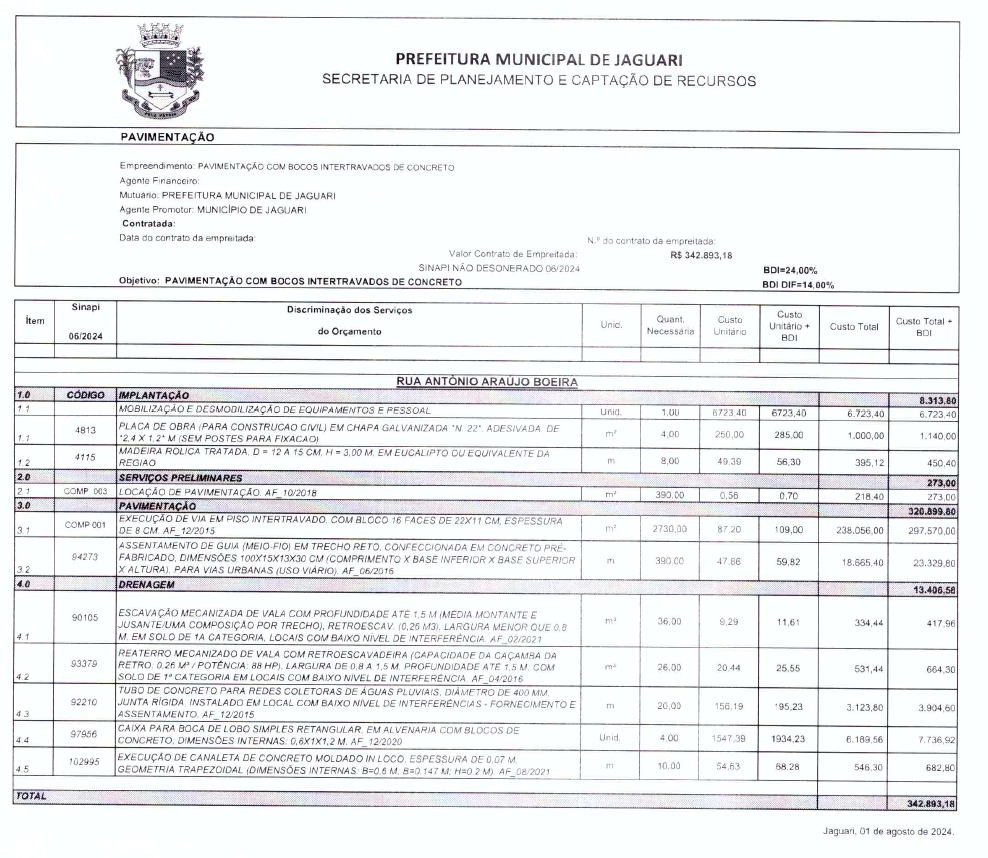 PREFEITURA MUNICIPAL DE JAGUARI
SECRETARIA DE PLANEJAMENTO E CAPTAÇÃO DE RECURSOS
PAVIMENTAÇÃO
Empreendimento: PAVIMENTAÇÃO COM BOCOS INTERTRAVADOS DE CONCRETO
Agente Financeiro:
Mutuário: PREFEITURA MUNICIPAL DE JAGUARI
Agente Promotor: MUNICÍPIO DE JAGUARI
Contratada:
Data do contrato da empreitada: N.º do contrato da empreitada:
Valor Contrato de Empreitada: R$ 342.893,18
SINAPI NÃO DESONERADO 06/2024 BDI=24,00%
Objetivo: PAVIMENTAÇÃO COM BOCOS INTERTRAVADOS DE CONCRETO BDI DIF=14,00%
Ítem Sinapi 06/2024 Discriminação dos Serviços do Orçamento Unid. Quant. Necessária Custo Unitário Custo Unitário + BDI Custo Total Custo Total + BDI
RUA ANTÔNIO ARAÚJO BOEIRA
1.0 CÓDIGO IMPLANTAÇÃO 8.313,80
1.1 MOBILIZAÇÃO E DESMOBILIZAÇÃO DE EQUIPAMENTOS E PESSOAL Unid. 1,00 6723,40 6723,40 6.723,40 6.723,40
4813 PLACA DE OBRA (PARA CONSTRUCAO CIVIL) EM CHAPA GALVANIZADA *N. 22*, ADESIVADA, DE
1.1 *2,4 X 1,2* M (SEM POSTES PARA FIXACAO) m² 4,00 250,00 285,00 1.000,00 1.140,00
4115 MADEIRA ROLICA TRATADA, D = 12 A 15 CM, H = 3,00 M, EM EUCALIPTO OU EQUIVALENTE DA
1.2 REGIAO m 8,00 49,39 56,30 395,12 450,40
2.0 SERVIÇOS PRELIMINARES 273,00
2.1 COMP 003 LOCAÇÃO DE PAVIMENTAÇÃO. AF_10/2018 m² 390,00 0,56 0,70 218,40 273,00
3.0 PAVIMENTAÇÃO 320.899,80
COMP 001 EXECUÇÃO DE VIA EM PISO INTERTRAVADO, COM BLOCO 16 FACES DE 22X11 CM, ESPESSURA
3.1 DE 8 CM. AF_12/2015 m² 2730,00 87,20 109,00 238.056,00 297.570,00
94273 ASSENTAMENTO DE GUIA (MEIO-FIO) EM TRECHO RETO, CONFECCIONADA EM CONCRETO PRÉ-
FABRICADO, DIMENSÕES 100X15X13X30 CM (COMPRIMENTO X BASE INFERIOR X BASE SUPERIOR
3.2 X ALTURA), PARA VIAS URBANAS (USO VIÁRIO). AF_06/2016 m 390,00 47,86 59,82 18.665,40 23.329,80
4.0 DRENAGEM 13.406,58
90105 ESCAVAÇÃO MECANIZADA DE VALA COM PROFUNDIDADE ATÉ 1,5 M (MÉDIA MONTANTE E
JUSANTE/UMA COMPOSIÇÃO POR TRECHO), RETROESCAV. (0,26 M3), LARGURA MENOR QUE 0,8
4.1 M, EM SOLO DE 1A CATEGORIA, LOCAIS COM BAIXO NÍVEL DE INTERFERÊNCIA. AF_02/2021 m³ 36,00 9,29 11,61 334,44 417,96
REATERRO MECANIZADO DE VALA COM RETROESCAVADEIRA (CAPACIDADE DA CAÇAMBA DA
93379 RETRO: 0,26 M³ / POTÊNCIA: 88 HP), LARGURA DE 0,8 A 1,5 M, PROFUNDIDADE ATÉ 1,5 M, COM
4.2 SOLO DE 1ª CATEGORIA EM LOCAIS COM BAIXO NÍVEL DE INTERFERÊNCIA. AF_04/2016 m³ 26,00 20,44 25,55 531,44 664,30
TUBO DE CONCRETO PARA REDES COLETORAS DE ÁGUAS PLUVIAIS, DIÂMETRO DE 400 MM,
92210 JUNTA RÍGIDA, INSTALADO EM LOCAL COM BAIXO NÍVEL DE INTERFERÊNCIAS - FORNECIMENTO E
4.3 ASSENTAMENTO. AF_12/2015 m 20,00 156,19 195,23 3.123,80 3.904,60
97956 CAIXA PARA BOCA DE LOBO SIMPLES RETANGULAR, EM ALVENARIA COM BLOCOS DE
4.4 CONCRETO, DIMENSÕES INTERNAS: 0,6X1X1,2 M. AF_12/2020 Unid. 4,00 1547,39 1934,23 6.189,56 7.736,92
102995 EXECUÇÃO DE CANALETA DE CONCRETO MOLDADO IN LOCO, ESPESSURA DE 0,07 M,
4.5 GEOMETRIA TRAPEZOIDAL (DIMENSÕES INTERNAS: B=0,6 M, B=0,147 M; H=0,2 M). AF_08/2021 m 10,00 54,63 68,28 546,30 682,80
TOTAL 342.893,18
Jaguari, 01 de agosto de 2024.